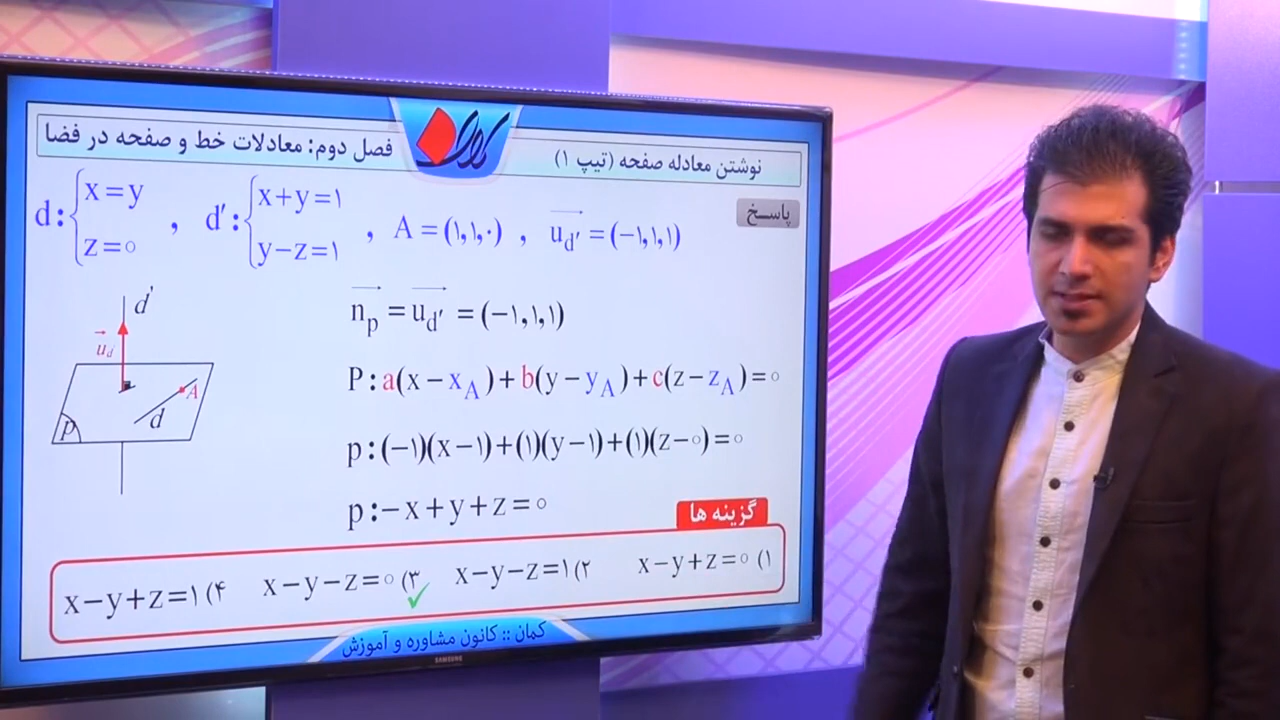 فصل دوم: معادلات خط و صفحه در فضا
نوشتن معادله صفحه (تیپ ۱)
پاسخ
d:{x=y, z=۰ , d′:{x+y=۱, y−z=۱ , A=(۱,۱,۰) , u_d′=(−۱,۱,۱)
n_p = u_d′ = (−۱,۱,۱)
P:a(x−x_A)+b(y−y_A)+c(z−z_A)=۰
p:(−۱)(x−۱)+(۱)(y−۱)+(۱)(z−۰)=۰
p:−x+y+z=۰
d′
u_d
A
d
p
گزینه ها
۱) x−y+z=۰
۲) x−y−z=۱
۳) x−y−z=۰ ✓
۴) x−y+z=۱
کمان :: کانون مشاوره و آموزش
SAMSUNG